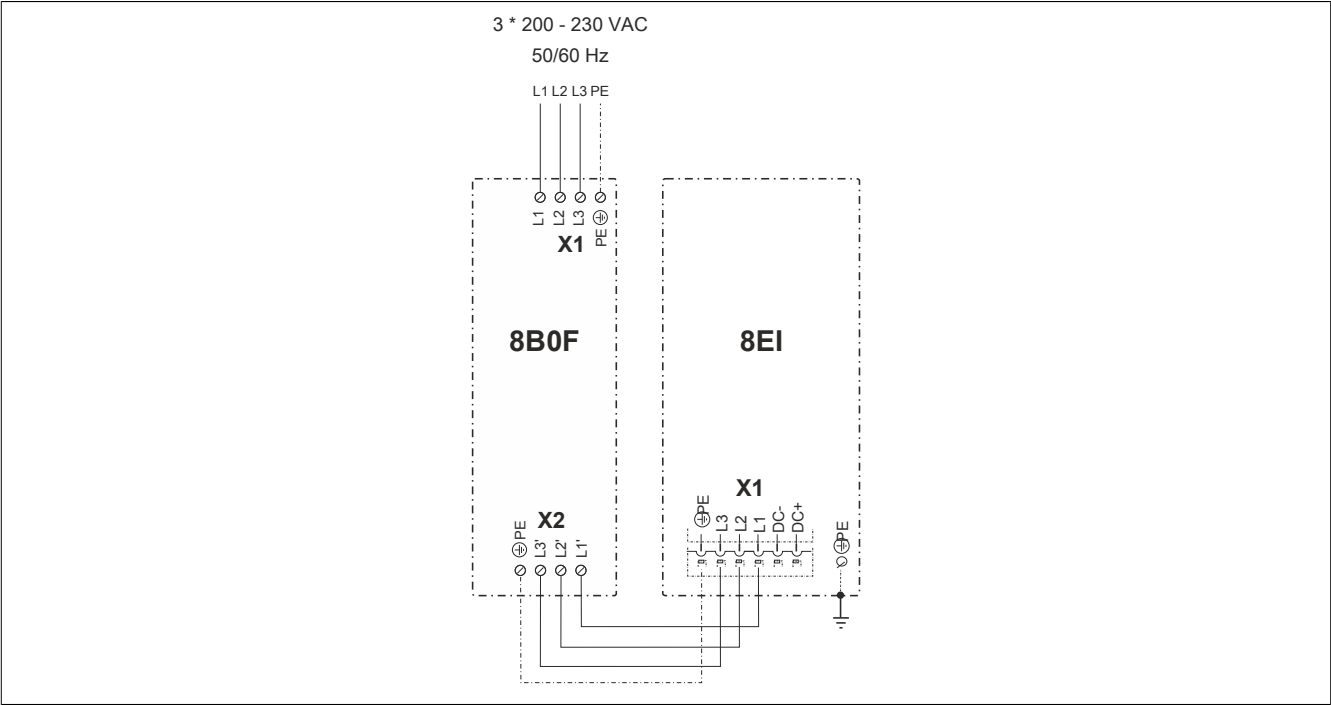 3 * 200 - 230 VAC
50/60 Hz
L1 L2 L3 PE
L1 L2 L3 PE
X1
8B0F
8EI
X2
PE L3' L2' L1'
X1
PE L3 L2 L1 DC- DC+
PE